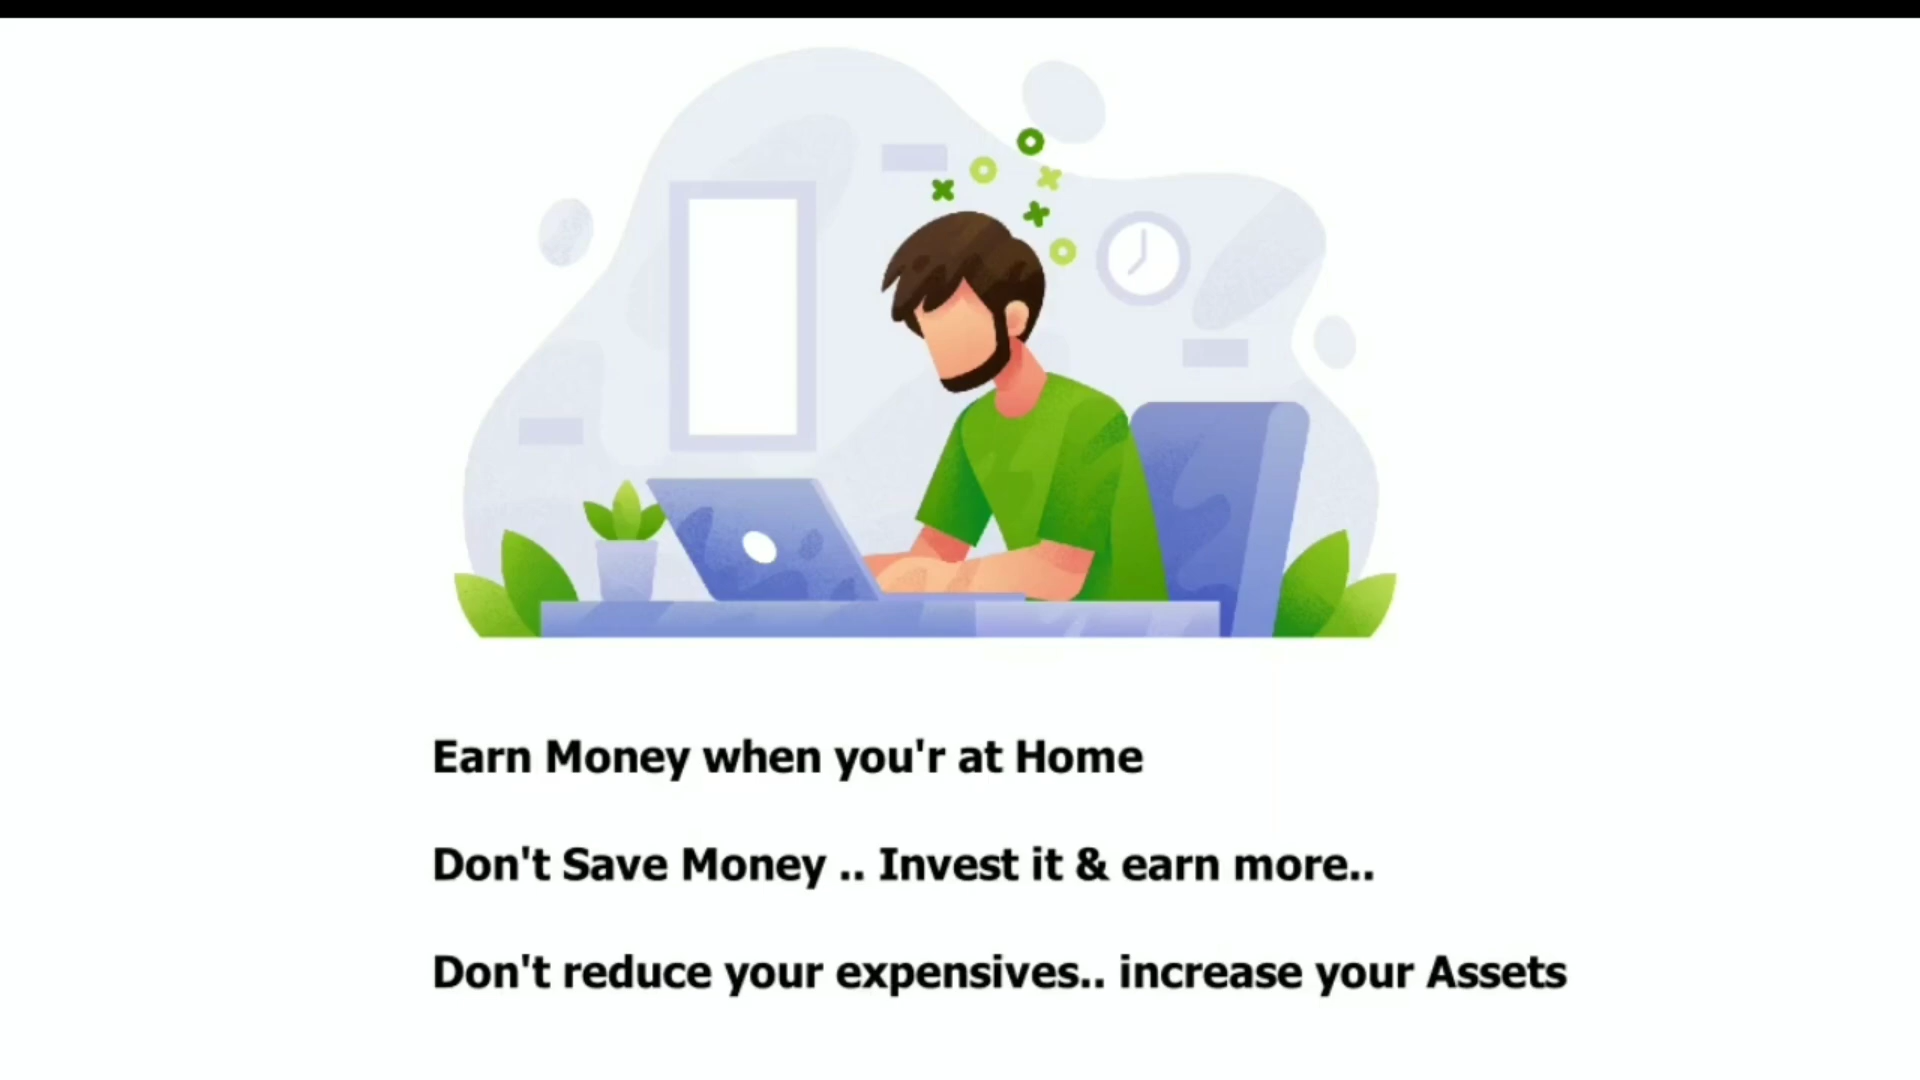 Earn Money when you'r at Home
Don't Save Money .. Invest it & earn more..
Don't reduce your expensives.. increase your Assets